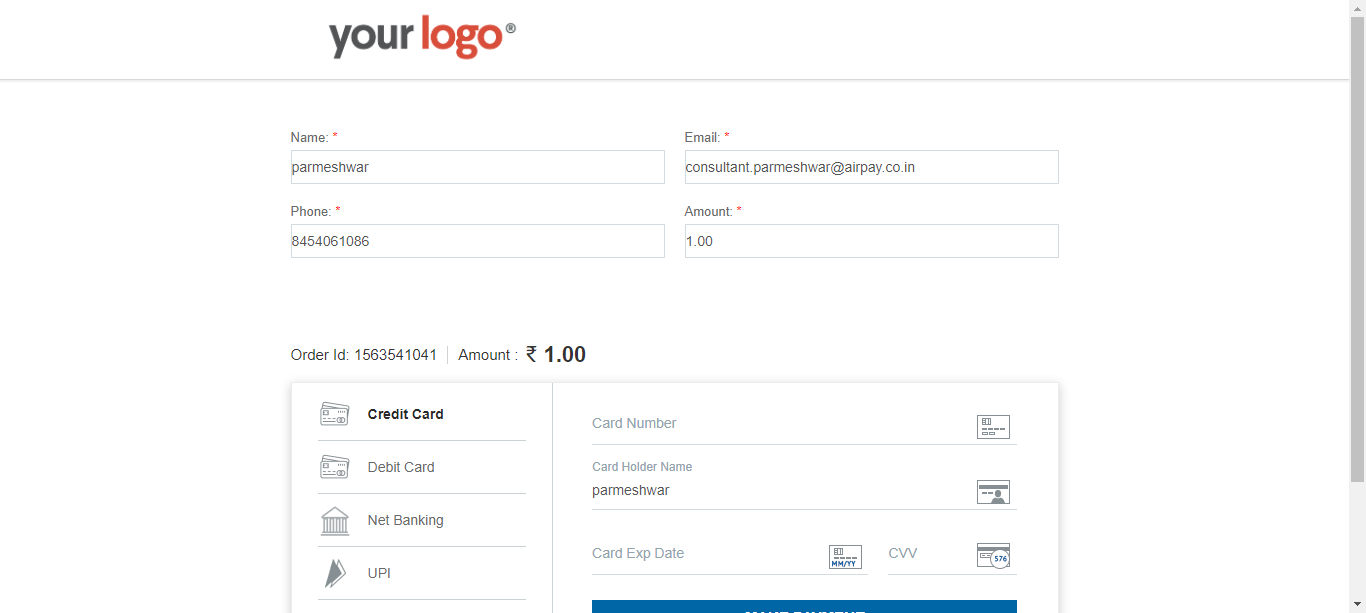 your logo®
Name: * Email: *
parmeshwar consultant.parmeshwar@airpay.co.in
Phone: * Amount: *
8454061086 1.00
Order Id: 1563541041 Amount : ₹ 1.00
Credit Card
Debit Card
Net Banking
UPI
Card Number
Card Holder Name
parmeshwar
Card Exp Date MM/YY CVV 576
MAKE PAYMENT